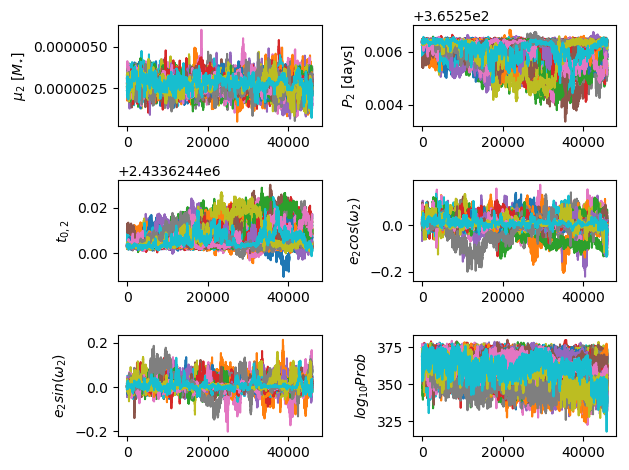 +3.6525e2
μ₂ [M.]
0.0000050
0.0000025
0 20000 40000
P₂ [days]
0.006
0.004
0 20000 40000
+2.4336244e6
t₀,₂
0.02
0.00
0 20000 40000
e₂cos(ω₂)
0.0
−0.2
0 20000 40000
e₂sin(ω₂)
0.2
0.0
−0.2
0 20000 40000
log₁₀Prob
375
350
325
0 20000 40000